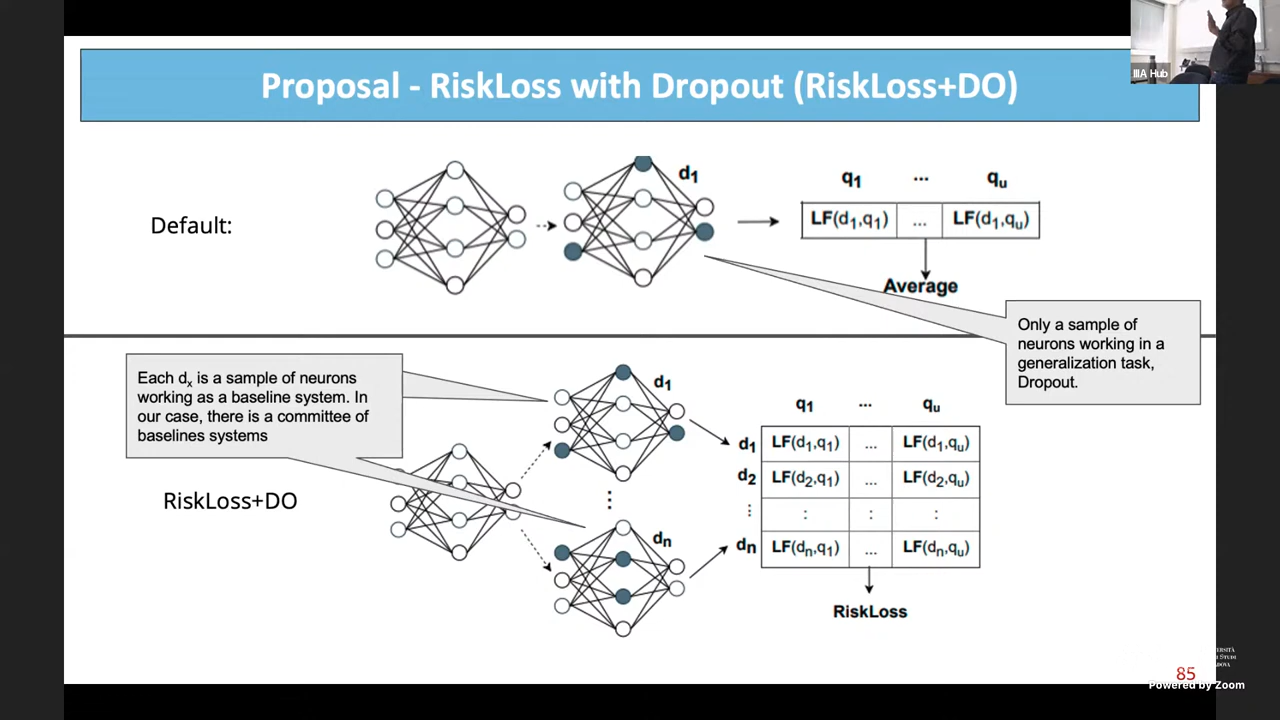 Proposal - RiskLoss with Dropout (RiskLoss+DO)
IIIA Hub
Default:
d1
q1 ... qu
LF(d1,q1) ... LF(d1,qu)
Average
Only a sample of
neurons working in a
generalization task,
Dropout.
Each dx is a sample of neurons
working as a baseline system. In
our case, there is a committee of
baselines systems
RiskLoss+DO
d1
⋮
dn
q1 ... qu
d1 LF(d1,q1) ... LF(d1,qu)
d2 LF(d2,q1) ... LF(d2,qu)
⋮ : : :
dn LF(dn,q1) ... LF(dn,qu)
RiskLoss
85
Powered by Zoom